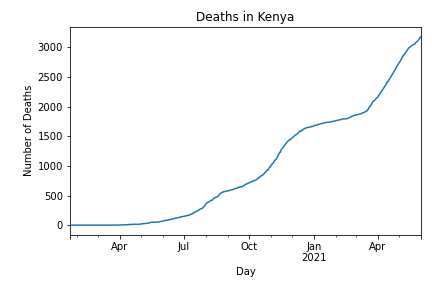 Deaths in Kenya
Number of Deaths
3000
2500
2000
1500
1000
500
0
Apr
Jul
Oct
Jan
2021
Apr
Day